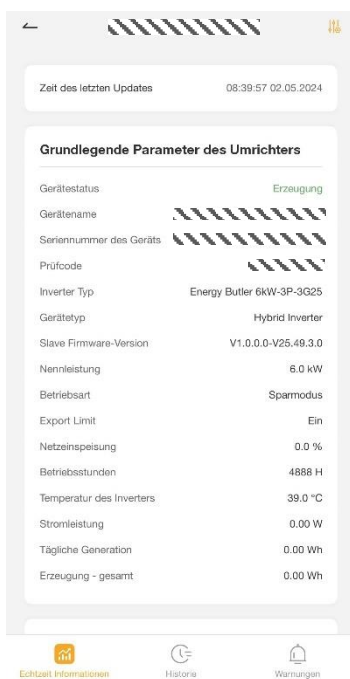 Zeit des letzten Updates 08:39:57 02.05.2024
Grundlegende Parameter des Umrichters
Gerätestatus Erzeugung
Gerätename
Seriennummer des Geräts
Prüfcode
Inverter Typ Energy Butler 6kW-3P-3G25
Gerätetyp Hybrid Inverter
Slave Firmware-Version V1.0.0.0-V25.49.3.0
Nennleistung 6.0 kW
Betriebsart Sparmodus
Export Limit Ein
Netzeinspeisung 0.0 %
Betriebsstunden 4888 H
Temperatur des Inverters 39.0 °C
Stromleistung 0.00 W
Tägliche Generation 0.00 Wh
Erzeugung - gesamt 0.00 Wh
Echtzeit Informationen Historie Warnungen